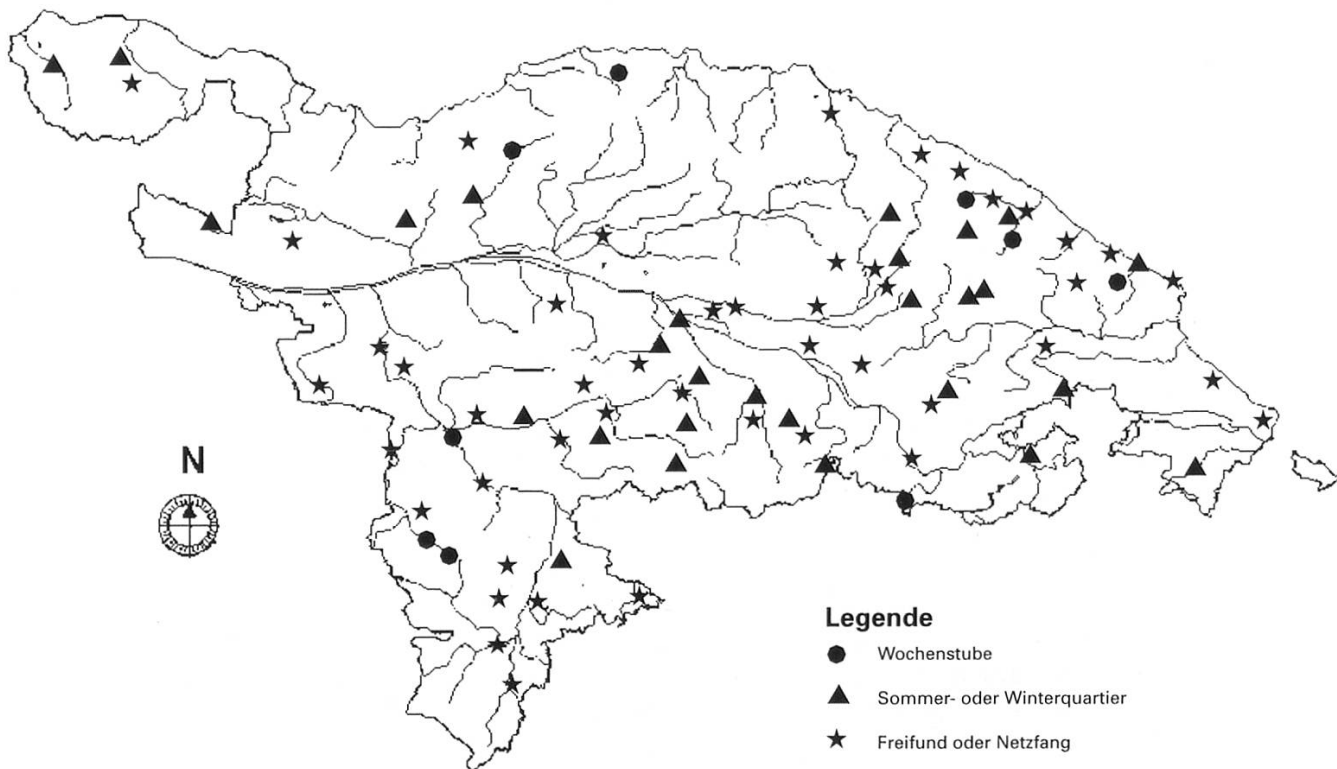 N
Legende
Wochenstube
Sommer- oder Winterquartier
Freifund oder Netzfang